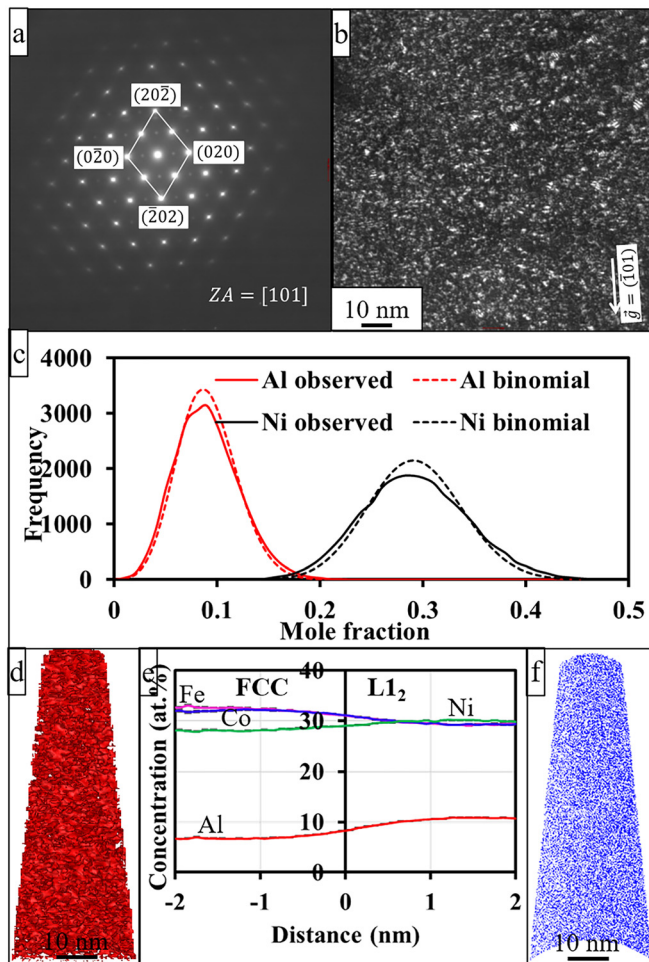 a
(202̄)
(02̄0)
(020)
(2̄02)
ZA = [101]
b
10 nm
g⃗ = (1̄01)
c
4000
3000
2000
1000
0
Frequency
Al observed
Al binomial
Ni observed
Ni binomial
0
0.1
0.2
0.3
0.4
0.5
Mole fraction
d
10 nm
e
Concentration (at.%)
40
30
20
10
0
Fe
FCC
L1₂
Co
Ni
Al
-2
-1
0
1
2
Distance (nm)
f
10 nm